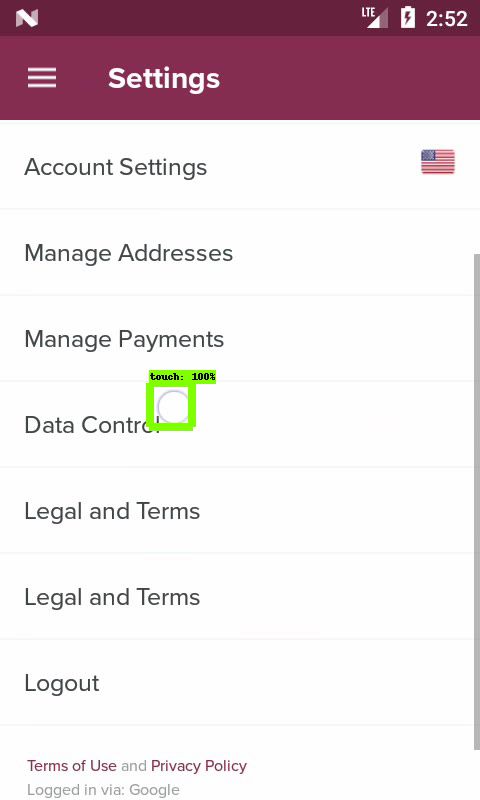 LTE 2:52
Settings
Account Settings
Manage Addresses
Manage Payments
touch: 100%
Data Control
Legal and Terms
Legal and Terms
Logout
Terms of Use and Privacy Policy
Logged in via: Google